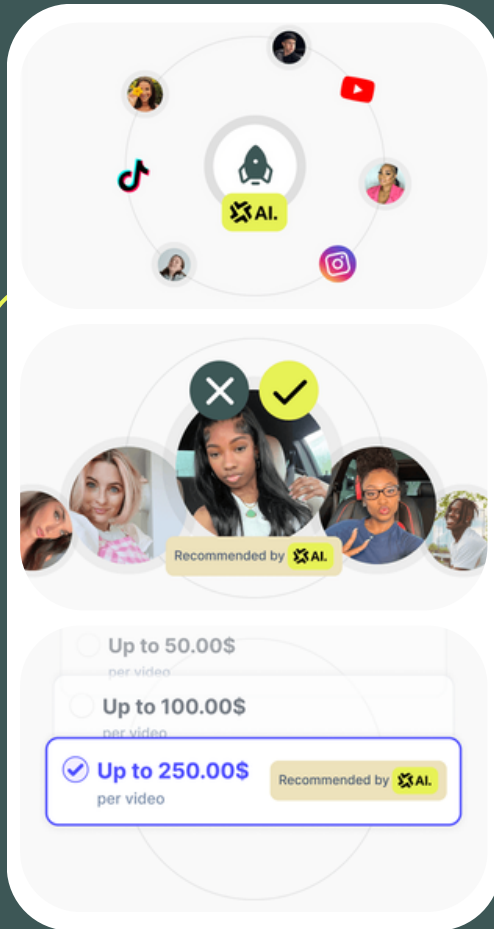 AI.
Recommended by AI.
Up to 50.00$
per video
Up to 100.00$
per video
Up to 250.00$
per video
Recommended by AI.